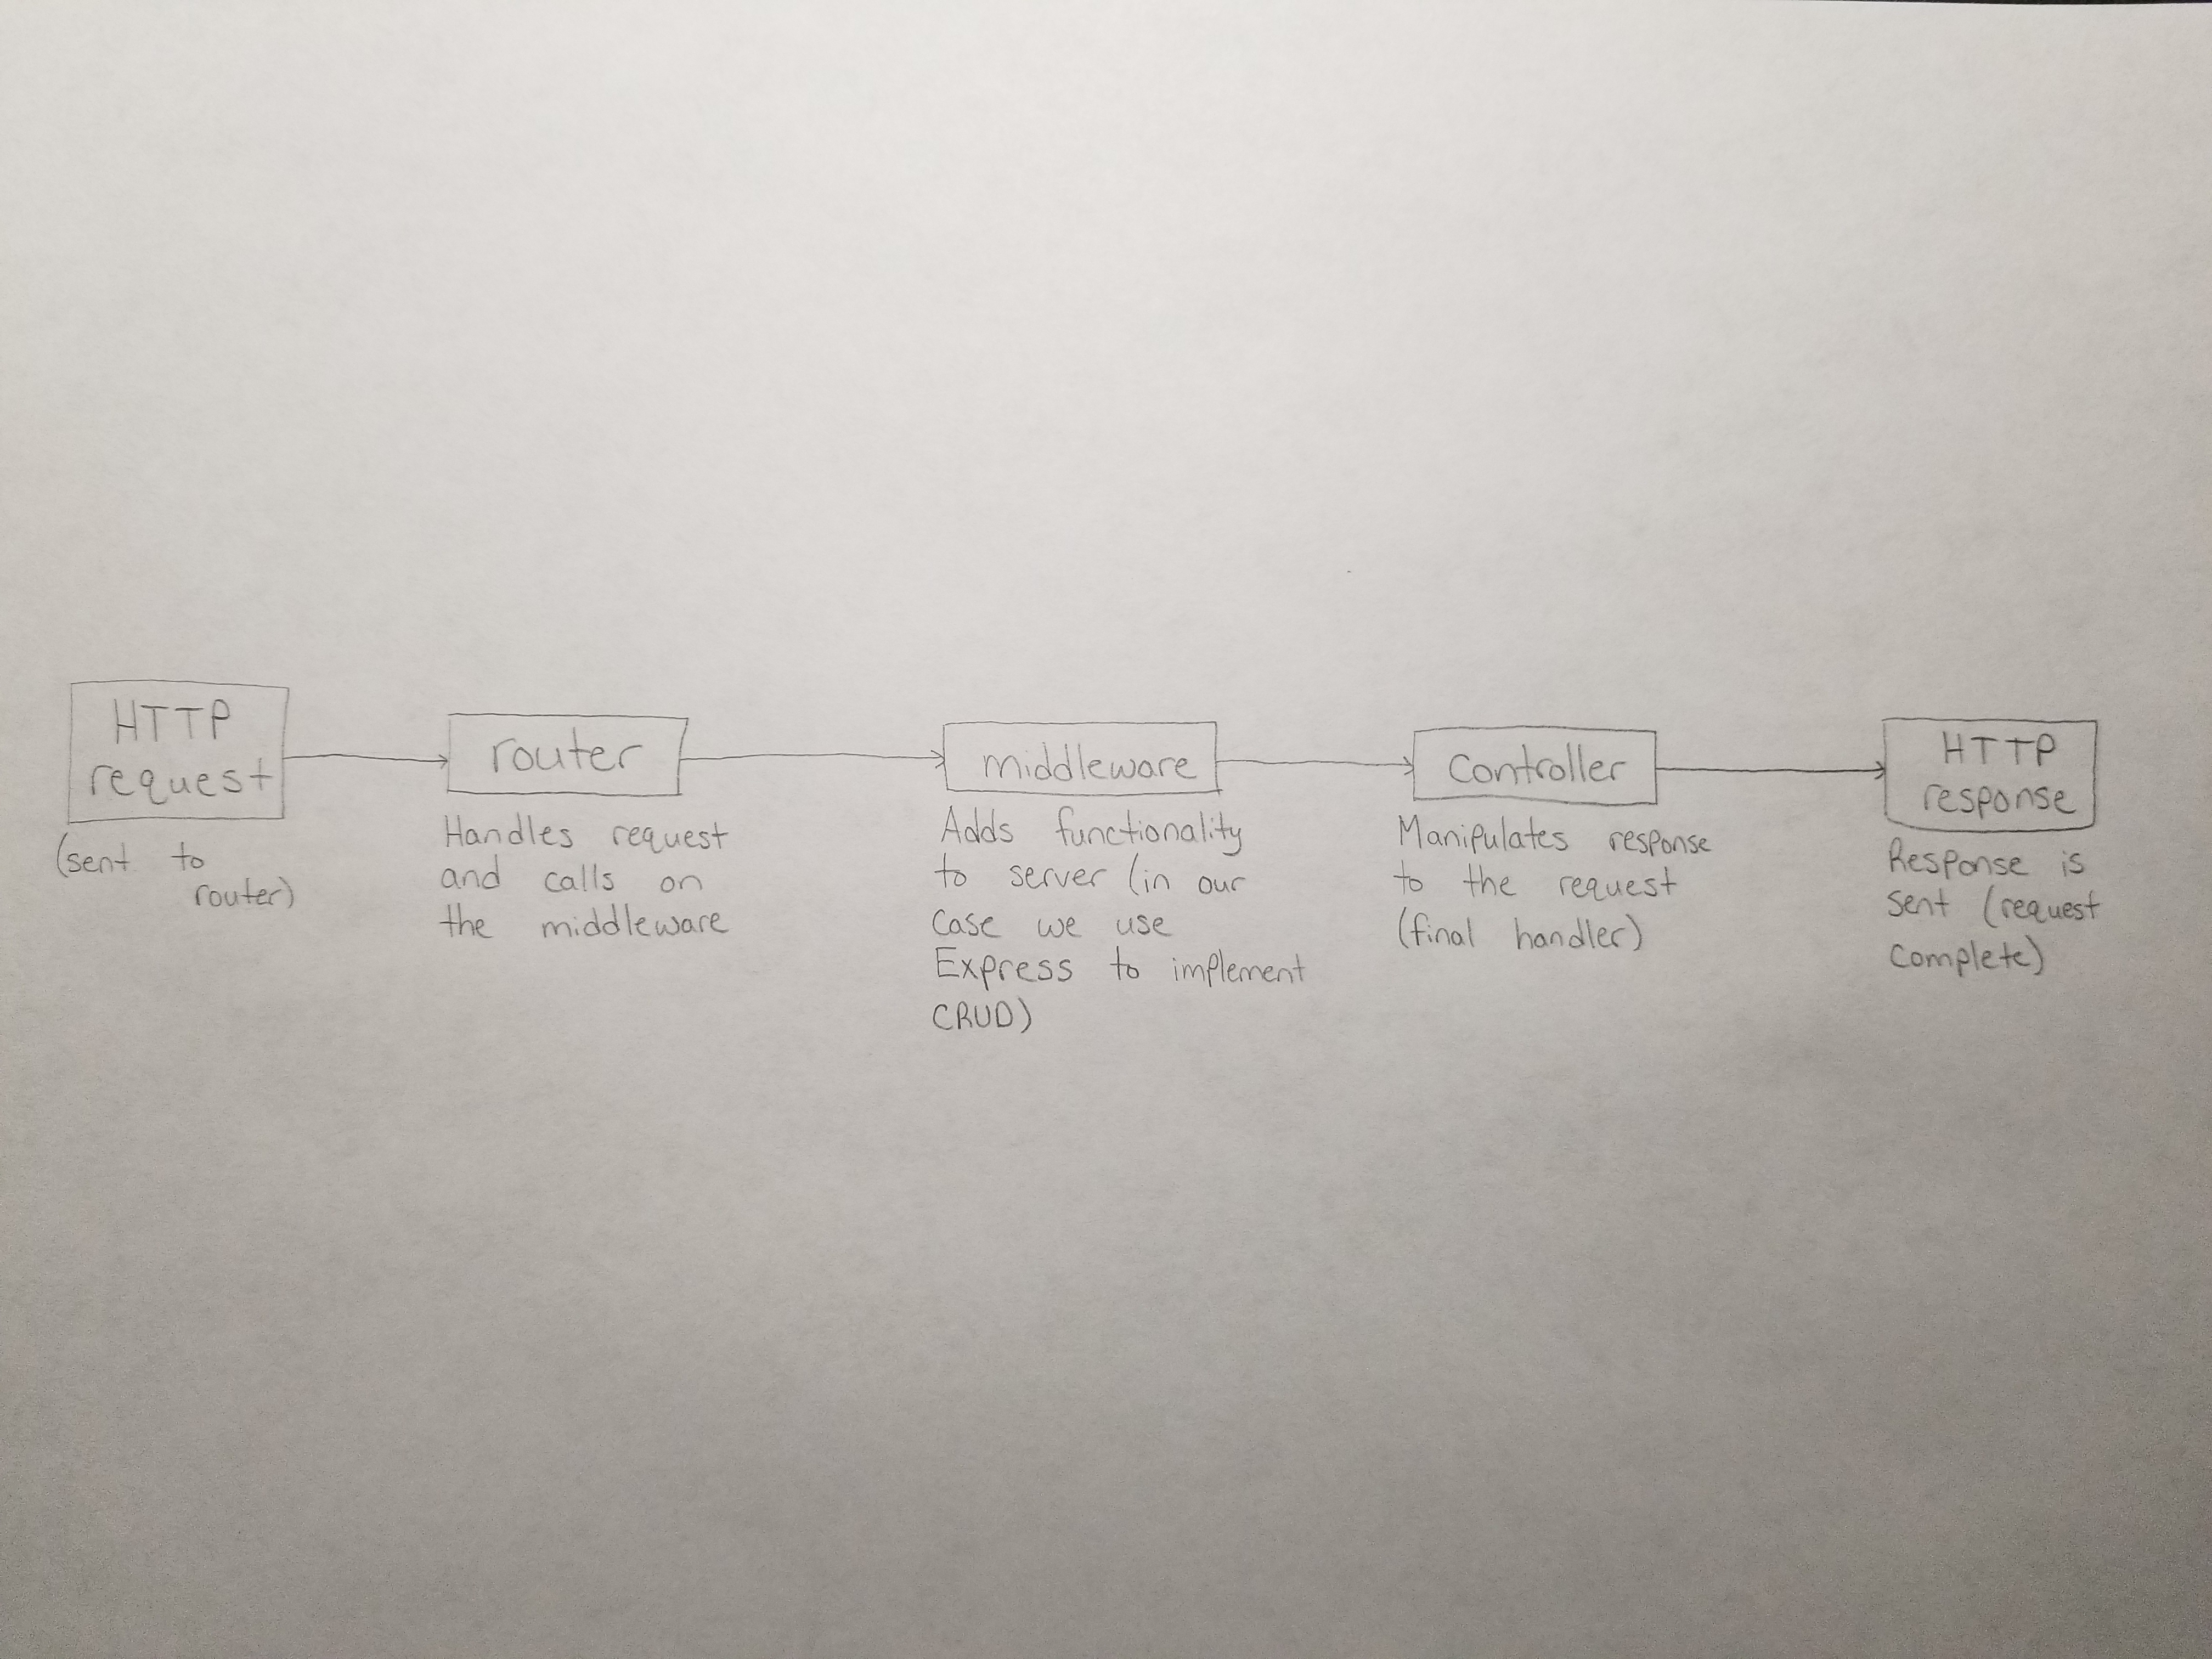 HTTP
request
(sent to
router)
router
Handles request
and calls on
the middleware
middleware
Adds functionality
to server (in our
case we use
Express to implement
CRUD)
Controller
Manipulates response
to the request
(final handler)
HTTP
response
Response is
sent (request
complete)